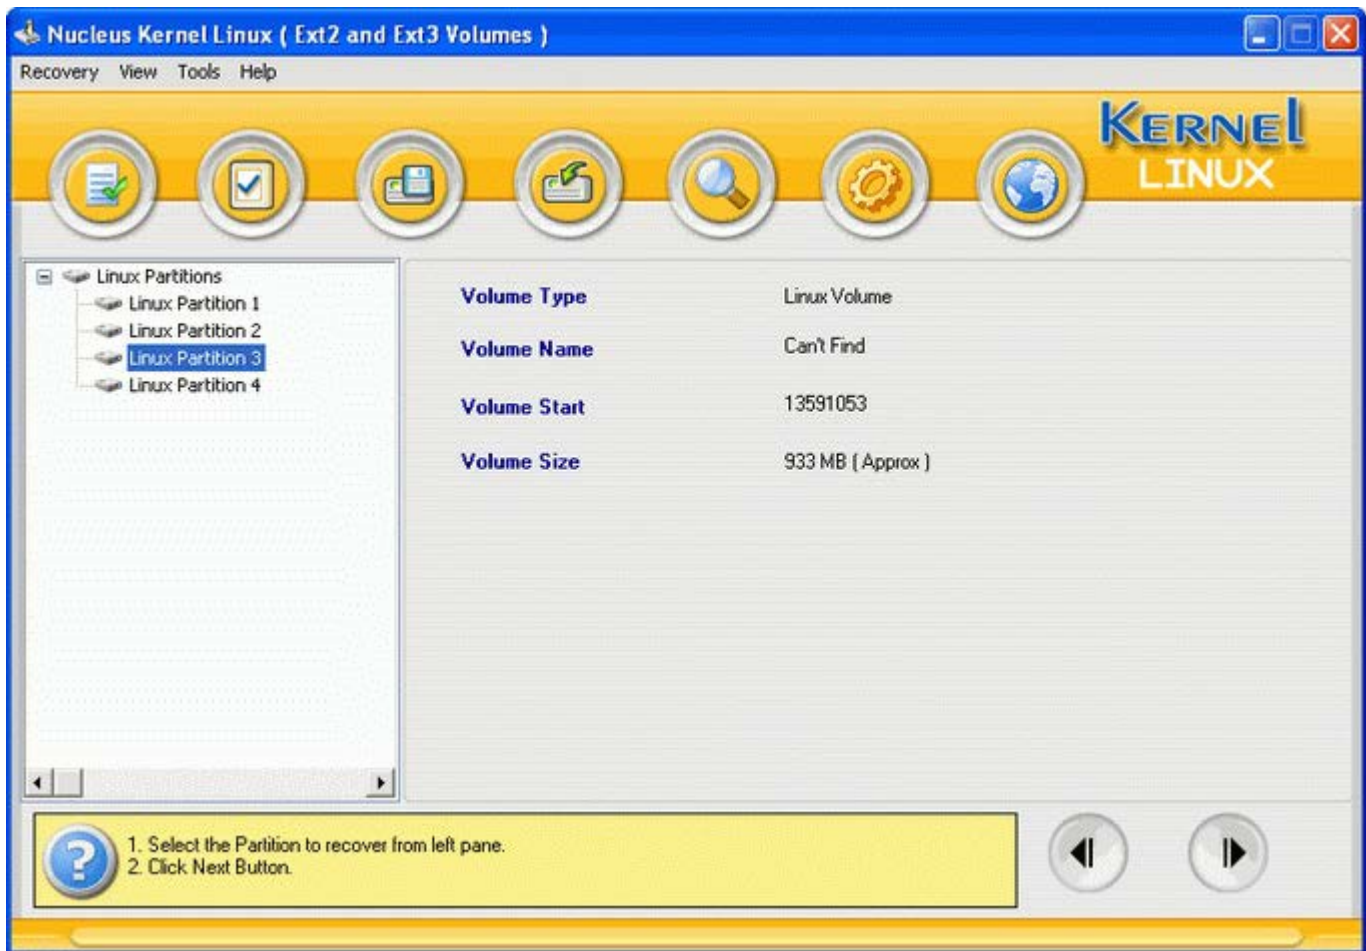 Nucleus Kernel Linux ( Ext2 and Ext3 Volumes )
Recovery View Tools Help
KERNEL
LINUX
Linux Partitions
Linux Partition 1
Linux Partition 2
Linux Partition 3
Linux Partition 4
Volume Type Linux Volume
Volume Name Can't Find
Volume Start 13591053
Volume Size 933 MB ( Approx )
1. Select the Partition to recover from left pane.
2. Click Next Button.